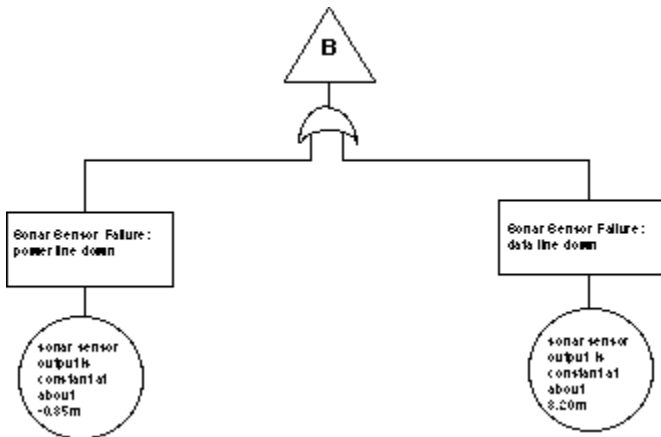 B
Sonar Sensor Failure:
power line down
Sonar Sensor Failure:
data line down
sonar sensor
output is
constant at
about
-0.85m
sonar sensor
output is
constant at
about
8.20m